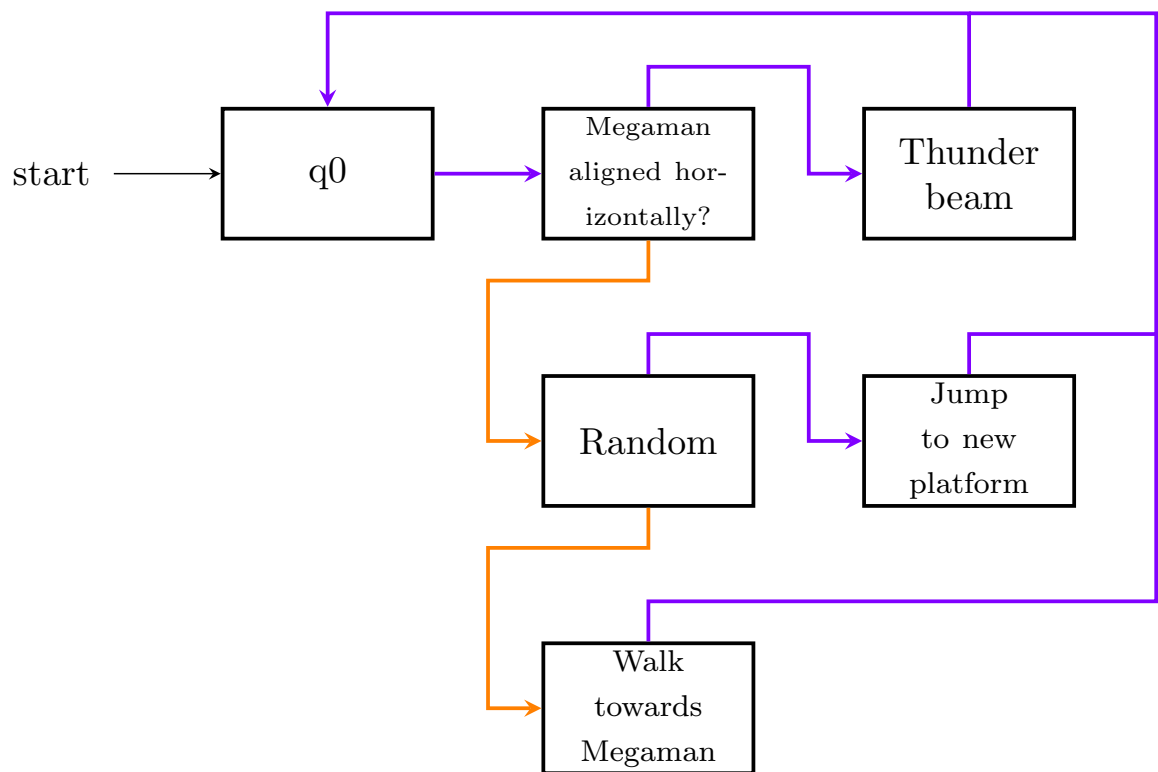 start
q0
Megaman
aligned hor-
izontally?
Thunder
beam
Random
Jump
to new
platform
Walk
towards
Megaman